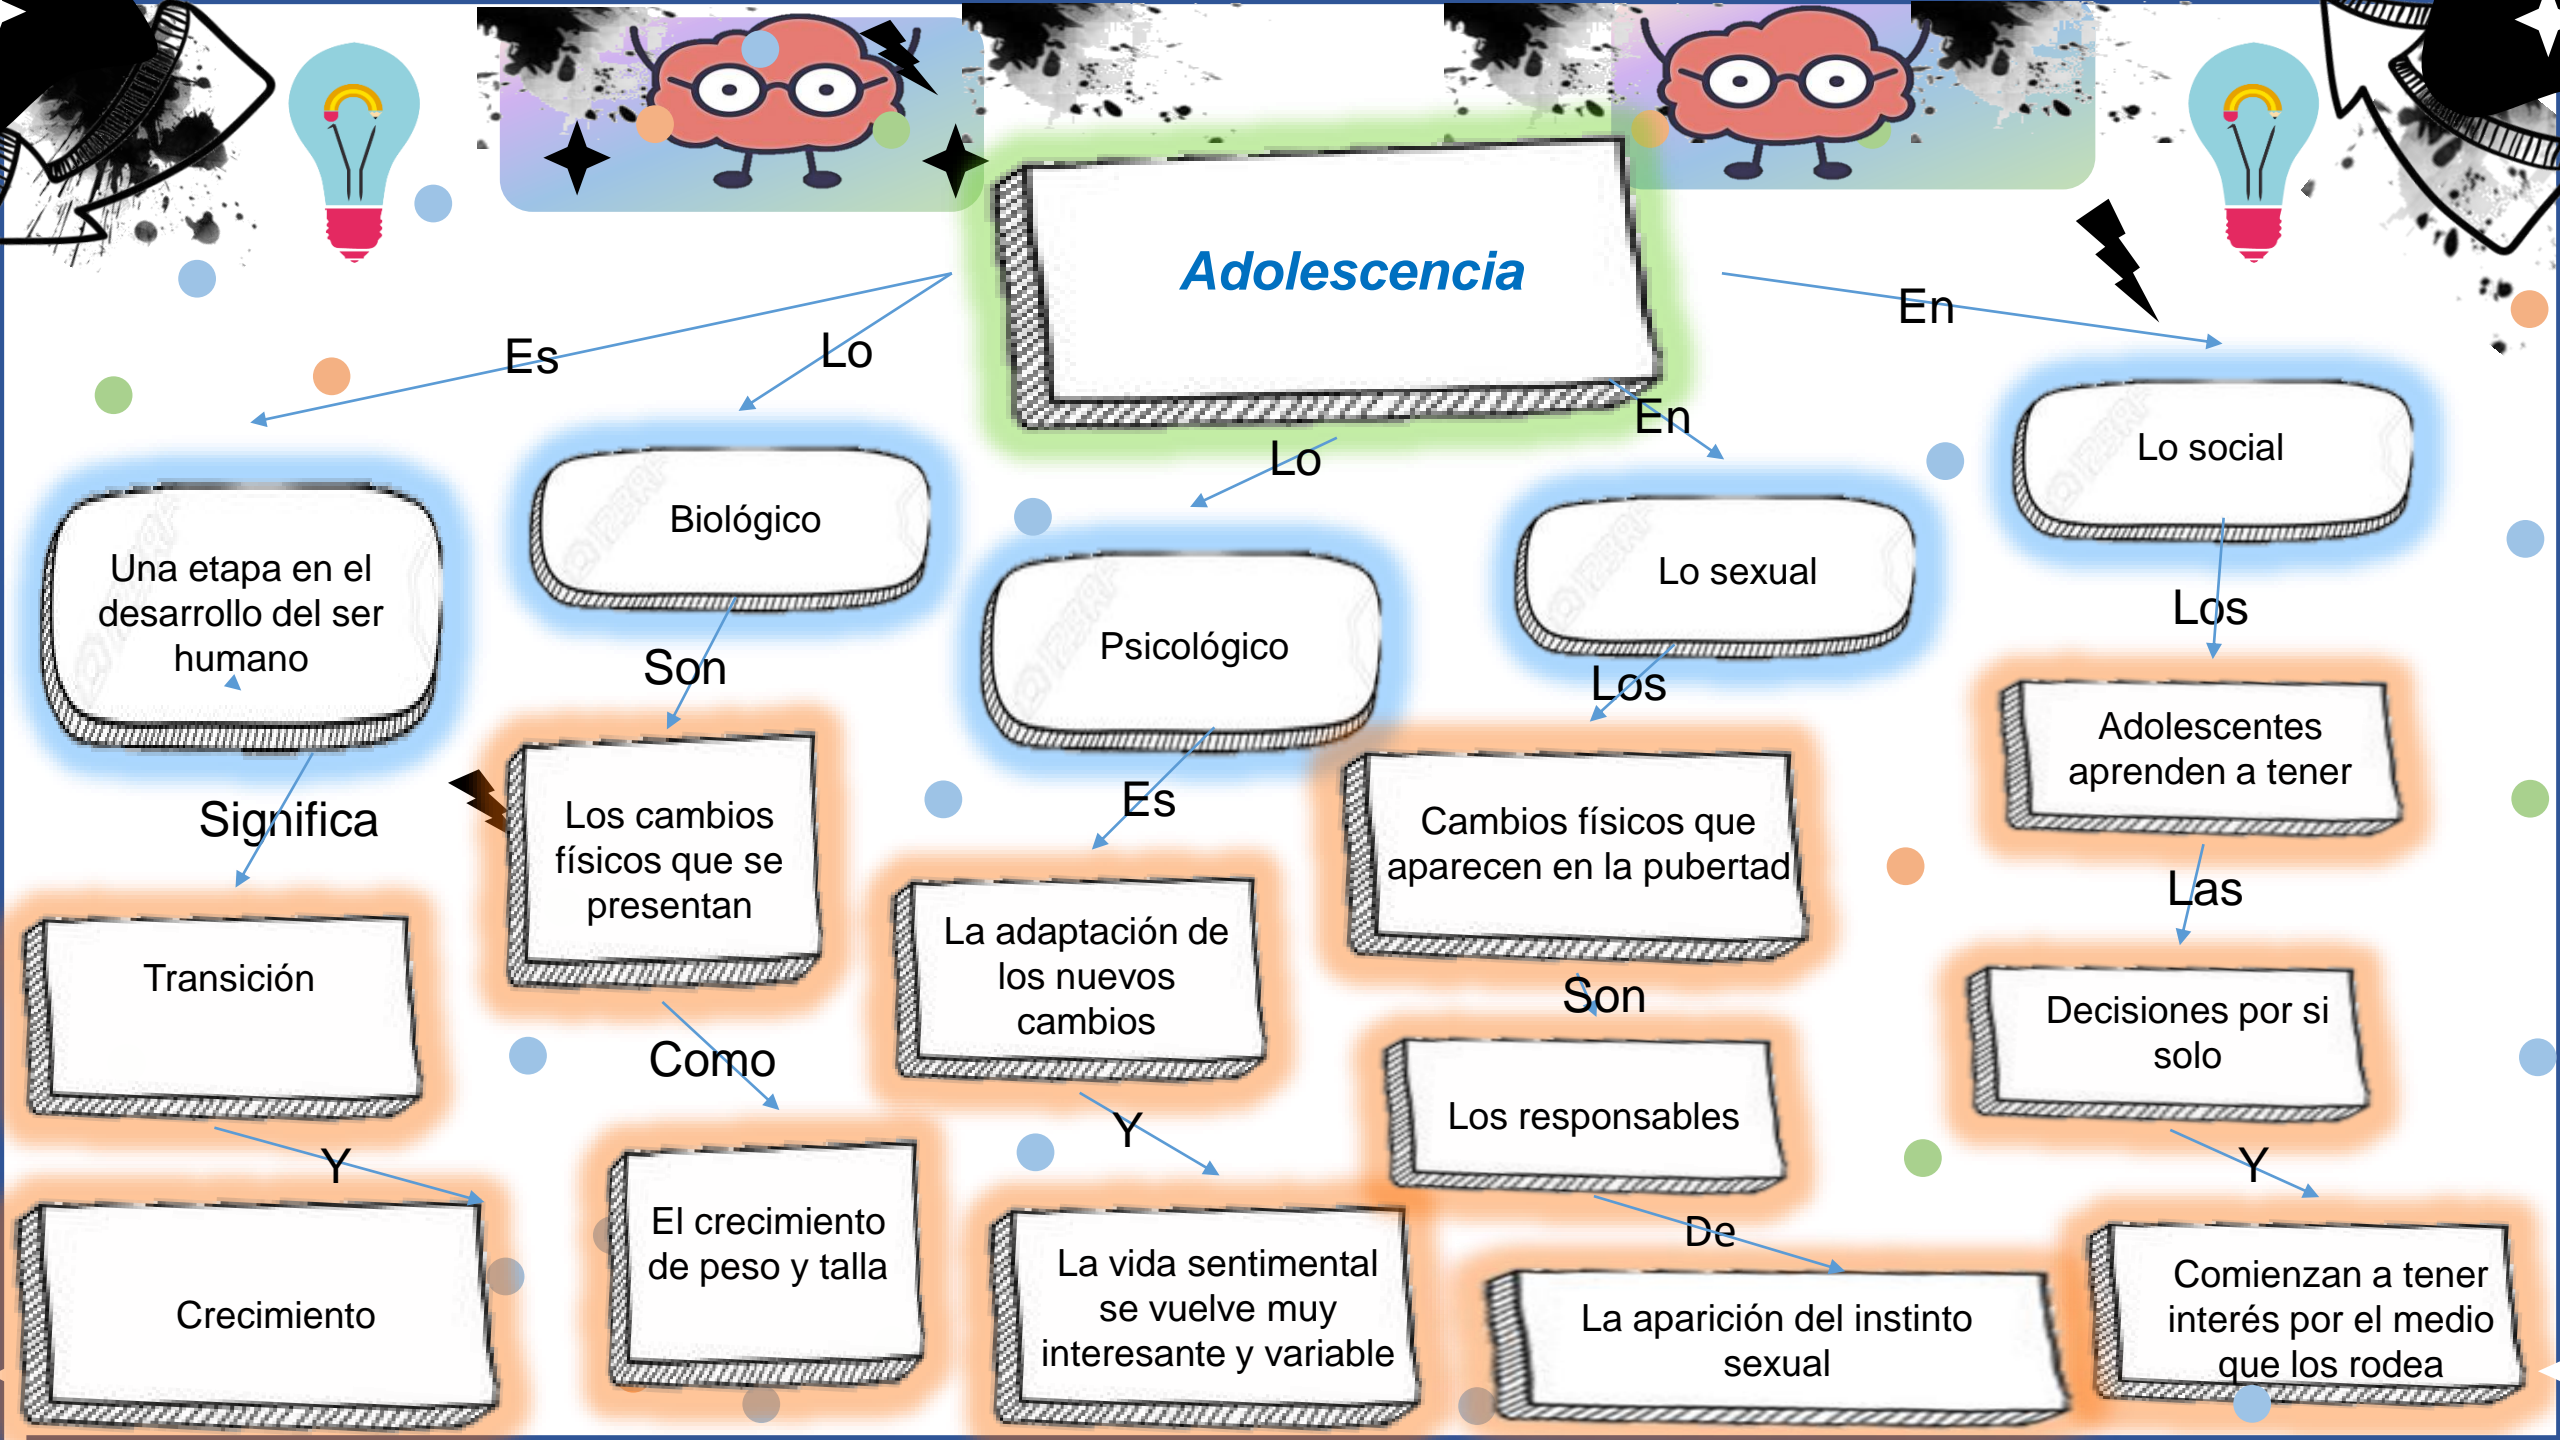 Adolescencia
Es
Lo
Lo
En
En
Una etapa en el
desarrollo del ser
humano
Significa
Transición
Y
Crecimiento
Biológico
Son
Los cambios
físicos que se
presentan
Como
El crecimiento
de peso y talla
Psicológico
Es
La adaptación de
los nuevos
cambios
Y
La vida sentimental
se vuelve muy
interesante y variable
Lo sexual
Los
Cambios físicos que
aparecen en la pubertad
Son
Los responsables
De
La aparición del instinto
sexual
Lo social
Los
Adolescentes
aprenden a tener
Las
Decisiones por si
solo
Y
Comienzan a tener
interés por el medio
que los rodea